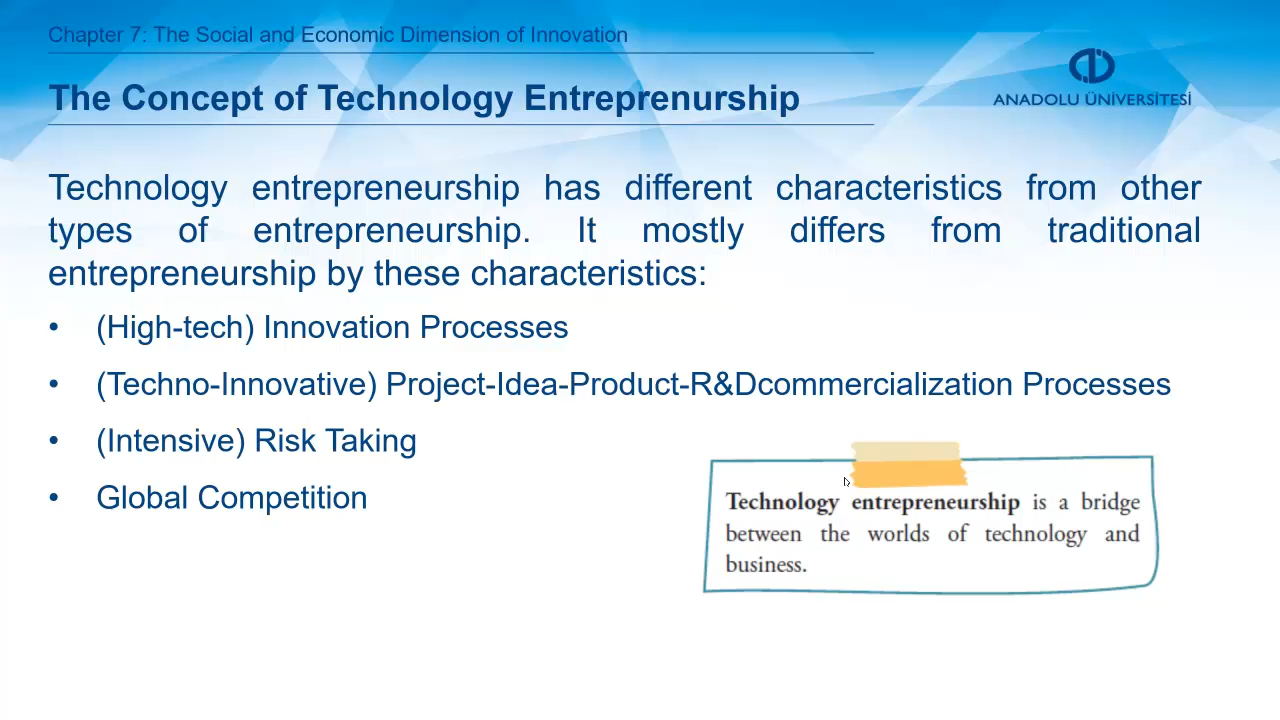 Chapter 7: The Social and Economic Dimension of Innovation
The Concept of Technology Entreprenurship
ANADOLU ÜNİVERSİTESİ
Technology entrepreneurship has different characteristics from other
types of entrepreneurship. It mostly differs from traditional
entrepreneurship by these characteristics:
• (High-tech) Innovation Processes
• (Techno-Innovative) Project-Idea-Product-R&Dcommercialization Processes
• (Intensive) Risk Taking
• Global Competition
Technology entrepreneurship is a bridge
between the worlds of technology and
business.